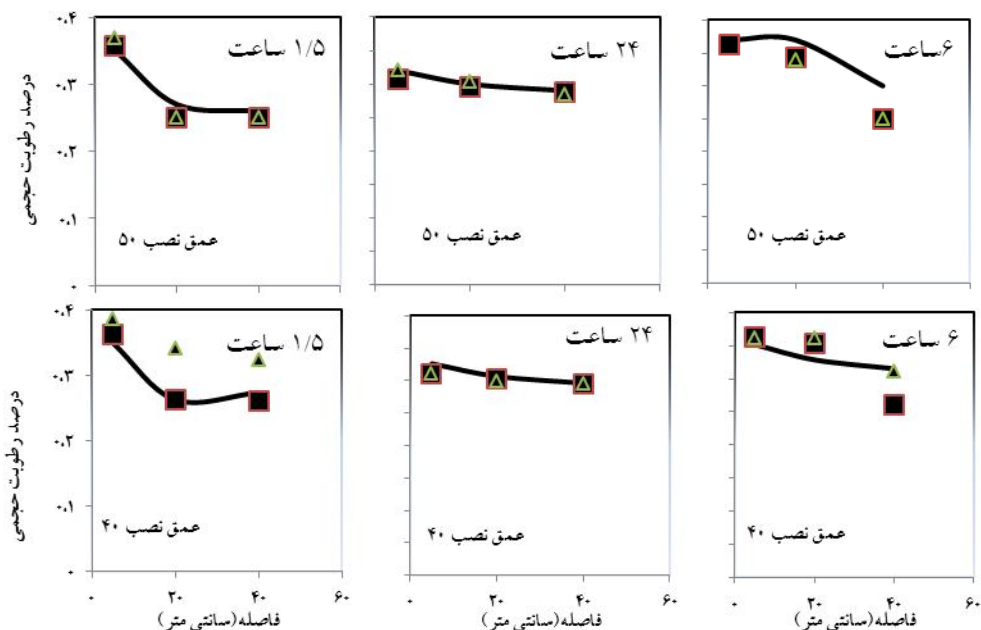 درصد رطوبت حجمی
۰.۴
۰.۳
۰.۲
۰.۱
۰
۱/۵ ساعت
عمق نصب ۵۰
۲۴ ساعت
عمق نصب ۵۰
۶ساعت
عمق نصب ۵۰
درصد رطوبت حجمی
۰.۴
۰.۳
۰.۲
۰.۱
۰
۱/۵ ساعت
عمق نصب ۴۰
۲۴ ساعت
عمق نصب ۴۰
۶ ساعت
عمق نصب ۴۰
۰ ۲۰ ۴۰ ۶۰
فاصله(سانتی متر)
۰ ۲۰ ۴۰ ۶۰
فاصله(سانتی متر)
۰ ۲۰ ۴۰ ۶۰
فاصله(سانتی متر)